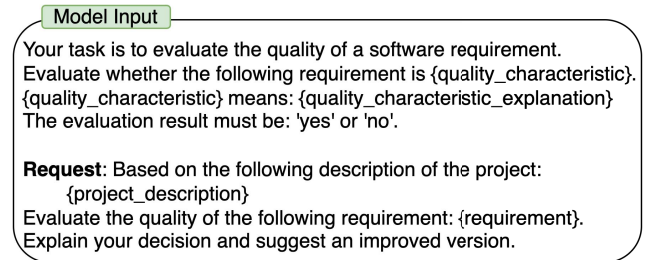 Model Input
Your task is to evaluate the quality of a software requirement.
Evaluate whether the following requirement is {quality_characteristic}.
{quality_characteristic} means: {quality_characteristic_explanation}
The evaluation result must be: 'yes' or 'no'.
Request: Based on the following description of the project:
{project_description}
Evaluate the quality of the following requirement: {requirement}.
Explain your decision and suggest an improved version.